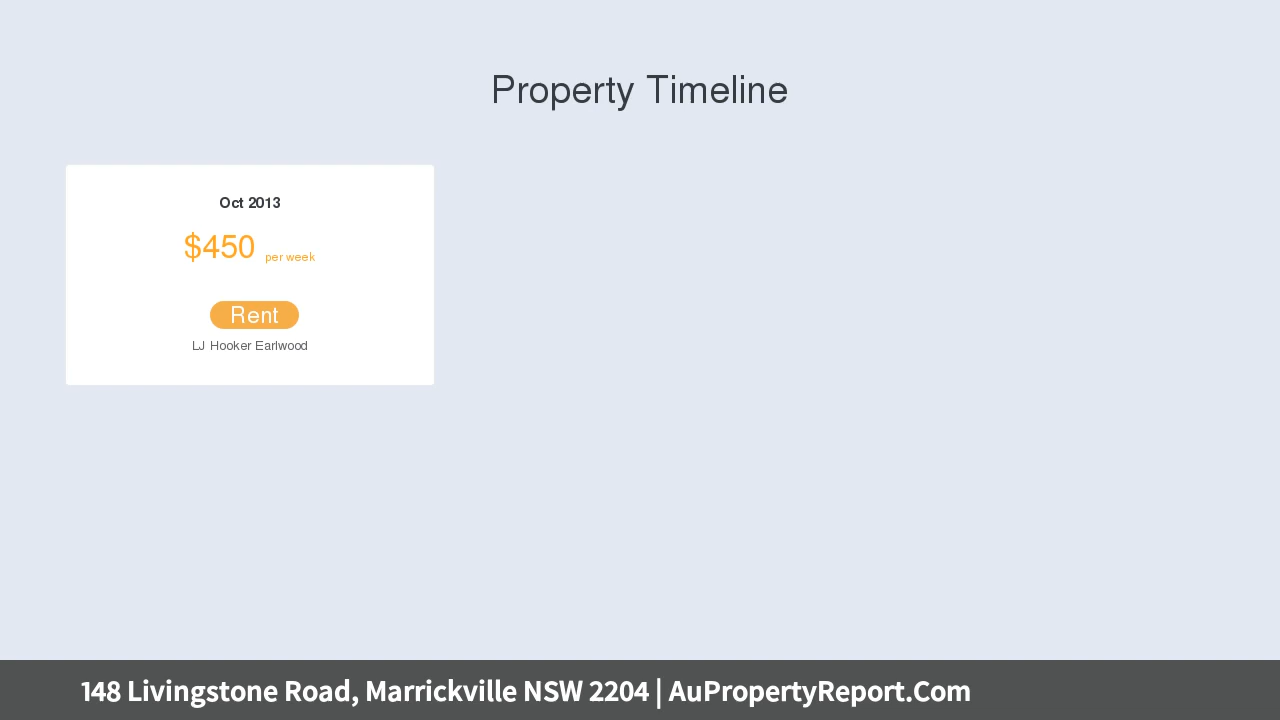 Property Timeline
Oct 2013
$450 per week
Rent
LJ Hooker Earlwood
148 Livingstone Road, Marrickville NSW 2204 | AuPropertyReport.Com